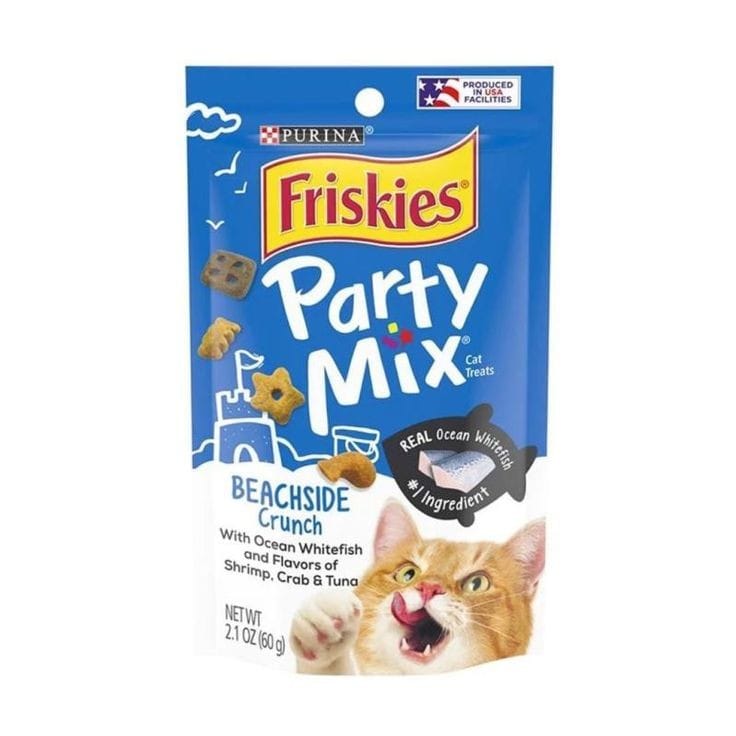 PRODUCED
IN USA
FACILITIES
PURINA®
Friskies®
Party
Mix®
Cat
Treats
REAL Ocean Whitefish
#1 Ingredient
BEACHSIDE
Crunch
With Ocean Whitefish
and Flavors of
Shrimp, Crab & Tuna
NET WT
2.1 OZ (60 g)